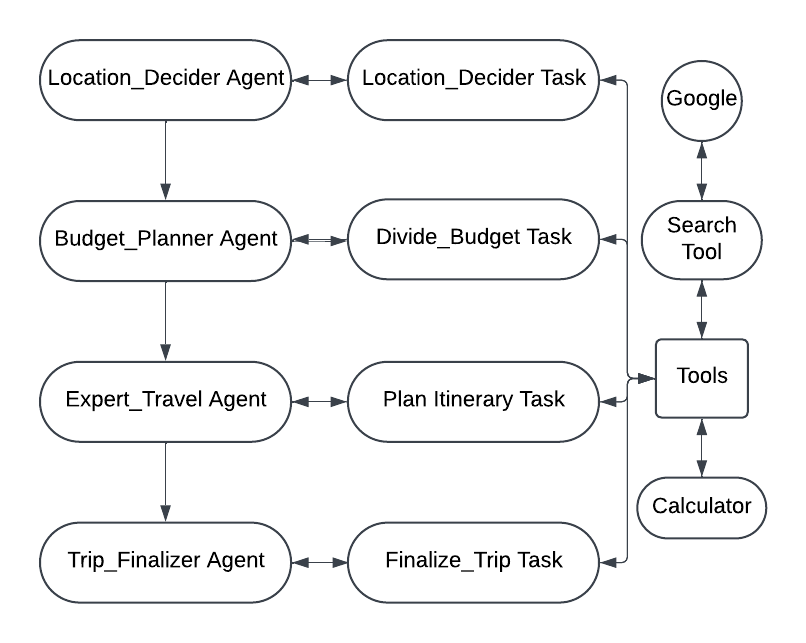 Location_Decider Agent
Location_Decider Task
Google
Budget_Planner Agent
Divide_Budget Task
Search
Tool
Expert_Travel Agent
Plan Itinerary Task
Tools
Trip_Finalizer Agent
Finalize_Trip Task
Calculator